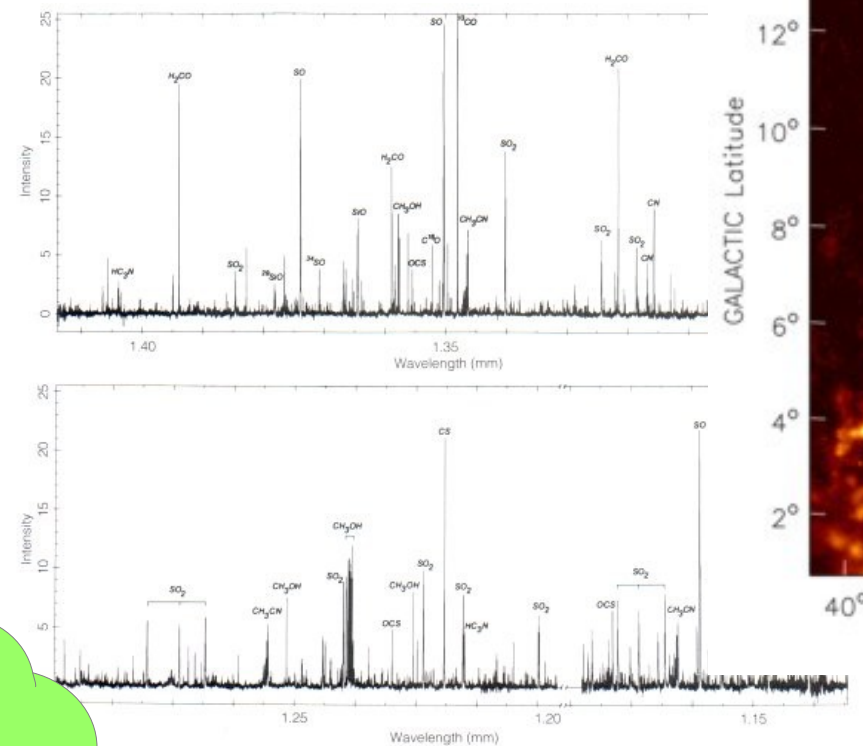 25
20
15
10
5
0
Intensity
H₂CO
HC₃N
SO₂
²⁹SiO
SO
³⁴SO
SiO
H₂CO
CH₃OH
OCS
C¹⁸O
SO
CO
CH₃CN
SO₂
SO₂
H₂CO
SO₂
CN
CN
1.40
1.35
Wavelength (mm)
25
20
15
10
5
Intensity
SO₂
CH₃CN
CH₃OH
SO₂
CH₃OH
OCS
CH₃OH
SO₂
CS
SO₂
HC₃N
SO₂
OCS
SO₂
CH₃CN
SO
1.25
1.20
1.15
Wavelength (mm)
GALACTIC Latitude
12°
10°
8°
6°
4°
2°
40°